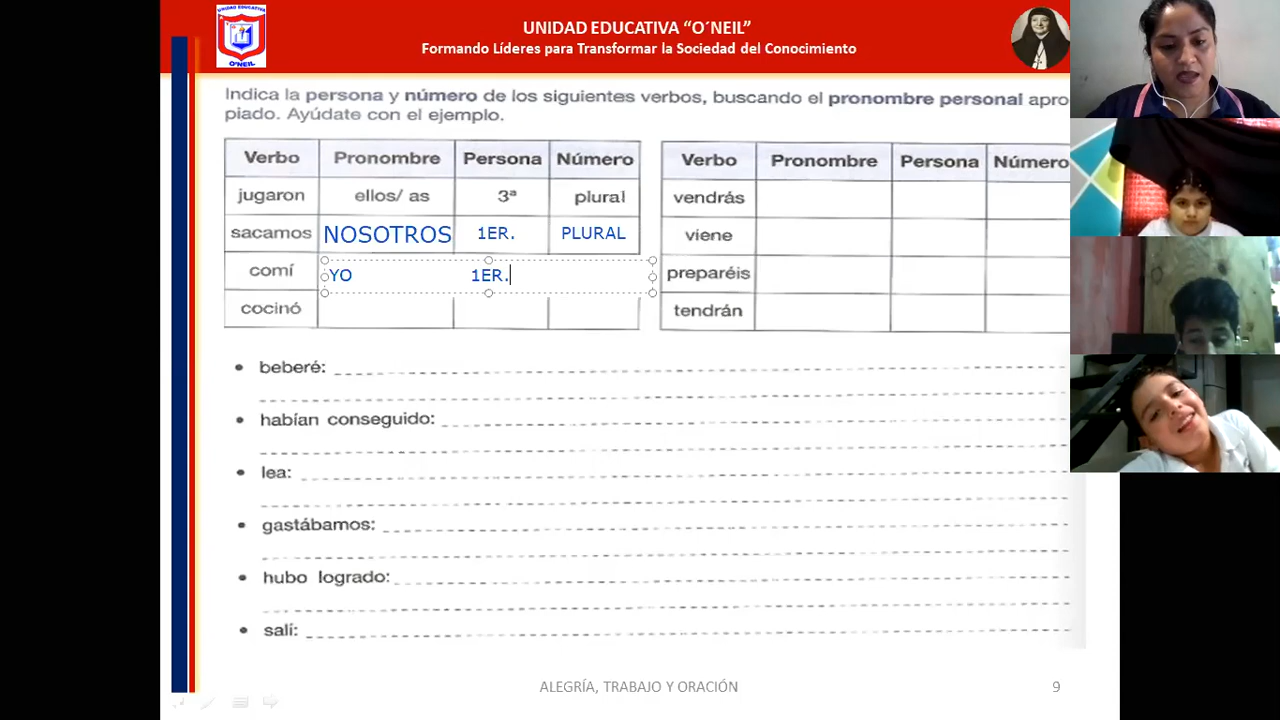 UNIDAD EDUCATIVA
O'NEIL
UNIDAD EDUCATIVA “O´NEIL”
Formando Líderes para Transformar la Sociedad del Conocimiento
Indica la persona y número de los siguientes verbos, buscando el pronombre personal apro
piado. Ayúdate con el ejemplo.
Verbo Pronombre Persona Número
jugaron ellos/ as 3ª plural
sacamos NOSOTROS 1ER. PLURAL
comí YO 1ER.
cocinó
Verbo Pronombre Persona Número
vendrás
viene
preparéis
tendrán
• beberé:
• habían conseguido:
• lea:
• gastábamos:
• hubo logrado:
• salí:
ALEGRÍA, TRABAJO Y ORACIÓN 9